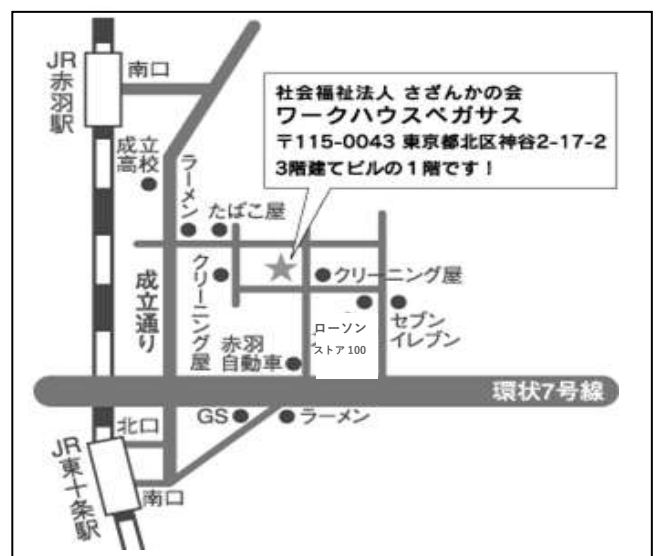 JR
赤羽駅
南口
社会福祉法人 さざんかの会
ワークハウスペガサス
〒115-0043 東京都北区神谷2-17-2
3階建てビルの1階です！
成立
高校
ラーメン
たばこ屋
成立通り
クリーニング屋
クリーニング屋
ローソン
ストア100
セブン
イレブン
赤羽
自動車
環状7号線
北口
GS
ラーメン
JR
東十条駅
南口